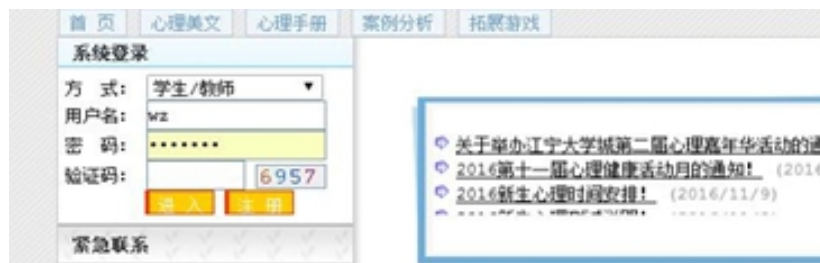 首 页 心理美文 心理手册 案例分析 拓展游戏
系统登录
方 式: 学生/教师
用户名: wz
密 码: •••••••
验证码: 6957
进 入 注 册
紧急联系
关于举办江宁大学城第二届心理嘉年华活动的通
2016第十一届心理健康活动月的通知! (2016
2016新生心理时间安排! (2016/11/9)